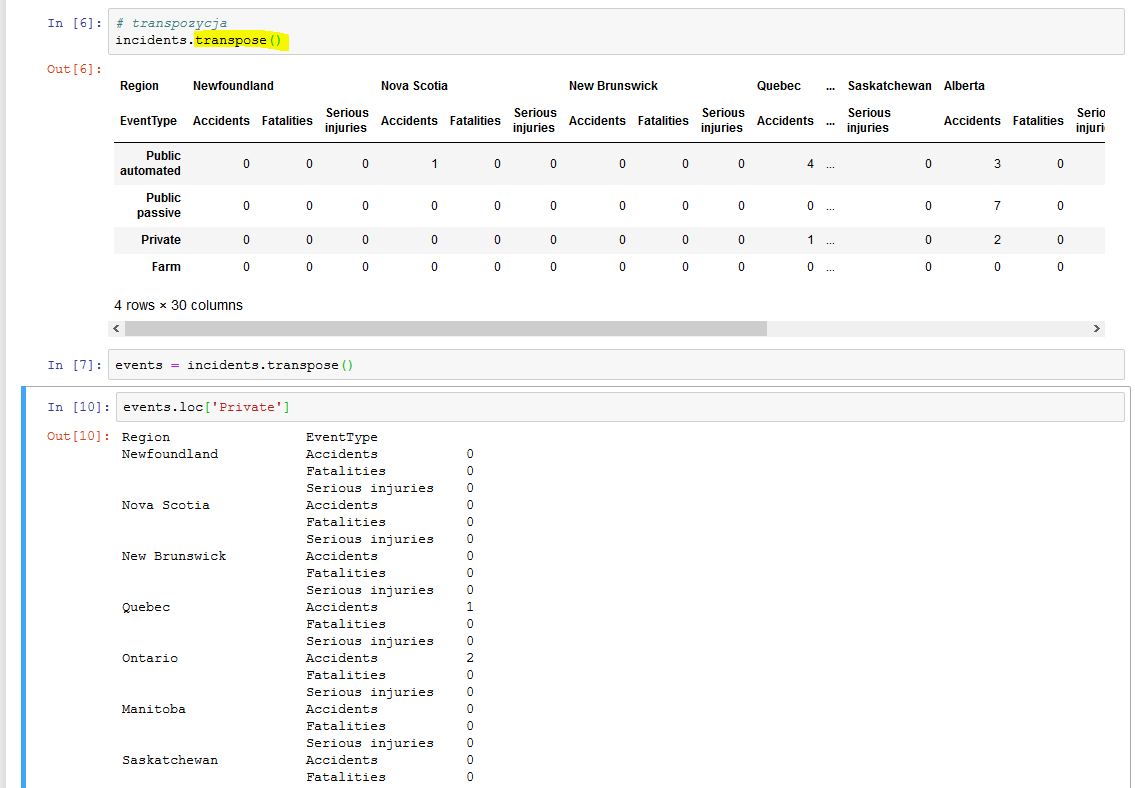 In [6]: # transpozycja
incidents.transpose()
Out[6]:
Region Newfoundland Nova Scotia New Brunswick Quebec ... Saskatchewan Alberta
EventType Accidents Fatalities Serious injuries Accidents Fatalities Serious injuries Accidents Fatalities Serious injuries Accidents ... Serious injuries Accidents Fatalities Serio injuri
Public automated 0 0 0 1 0 0 0 0 0 4 ... 0 3 0
Public passive 0 0 0 0 0 0 0 0 0 0 ... 0 7 0
Private 0 0 0 0 0 0 0 0 0 1 ... 0 2 0
Farm 0 0 0 0 0 0 0 0 0 0 ... 0 0 0
4 rows × 30 columns
In [7]: events = incidents.transpose()
In [10]: events.loc['Private']
Out[10]: Region EventType
Newfoundland Accidents 0
Fatalities 0
Serious injuries 0
Nova Scotia Accidents 0
Fatalities 0
Serious injuries 0
New Brunswick Accidents 0
Fatalities 0
Serious injuries 0
Quebec Accidents 1
Fatalities 0
Serious injuries 0
Ontario Accidents 2
Fatalities 0
Serious injuries 0
Manitoba Accidents 0
Fatalities 0
Serious injuries 0
Saskatchewan Accidents 0
Fatalities 0